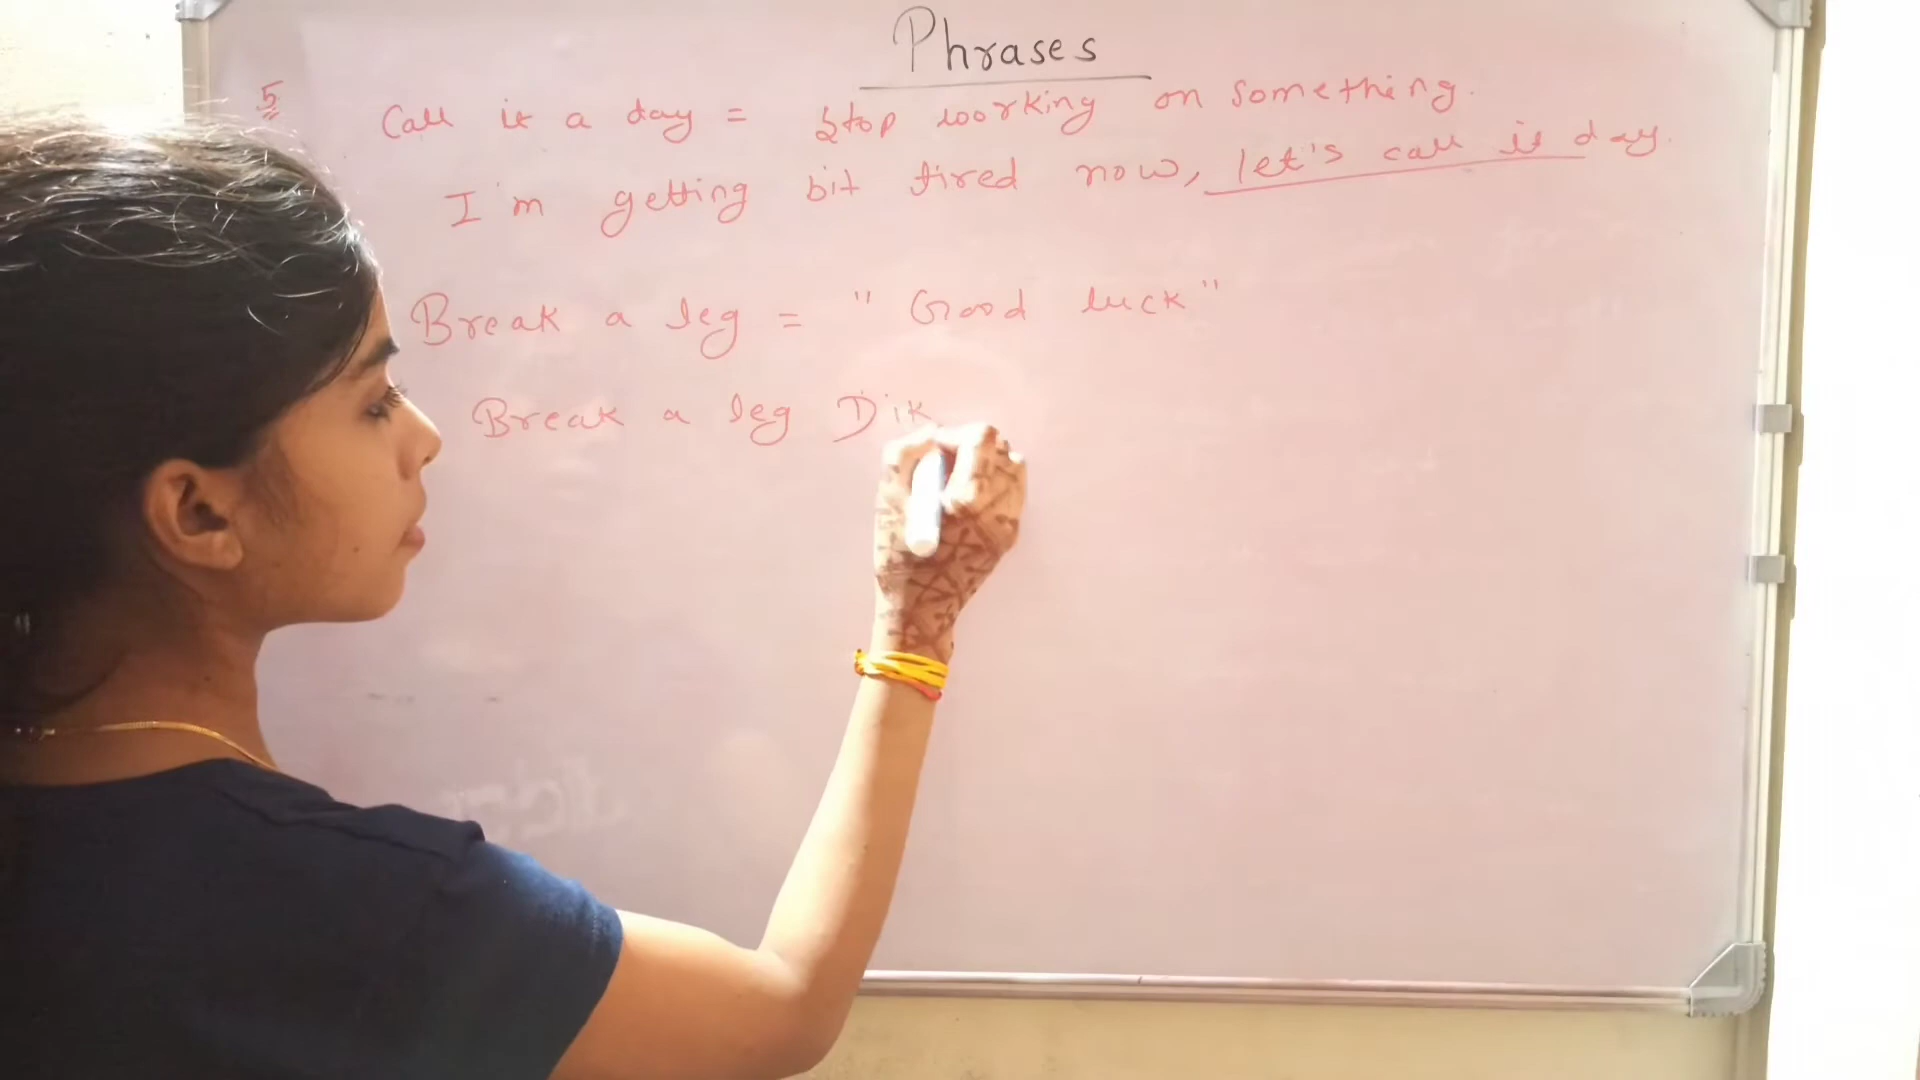 Phrases
5 Call it a day = Stop working on something.
I'm getting bit tired now, let's call it day.
Break a leg = "Good luck"
Break a leg Dik